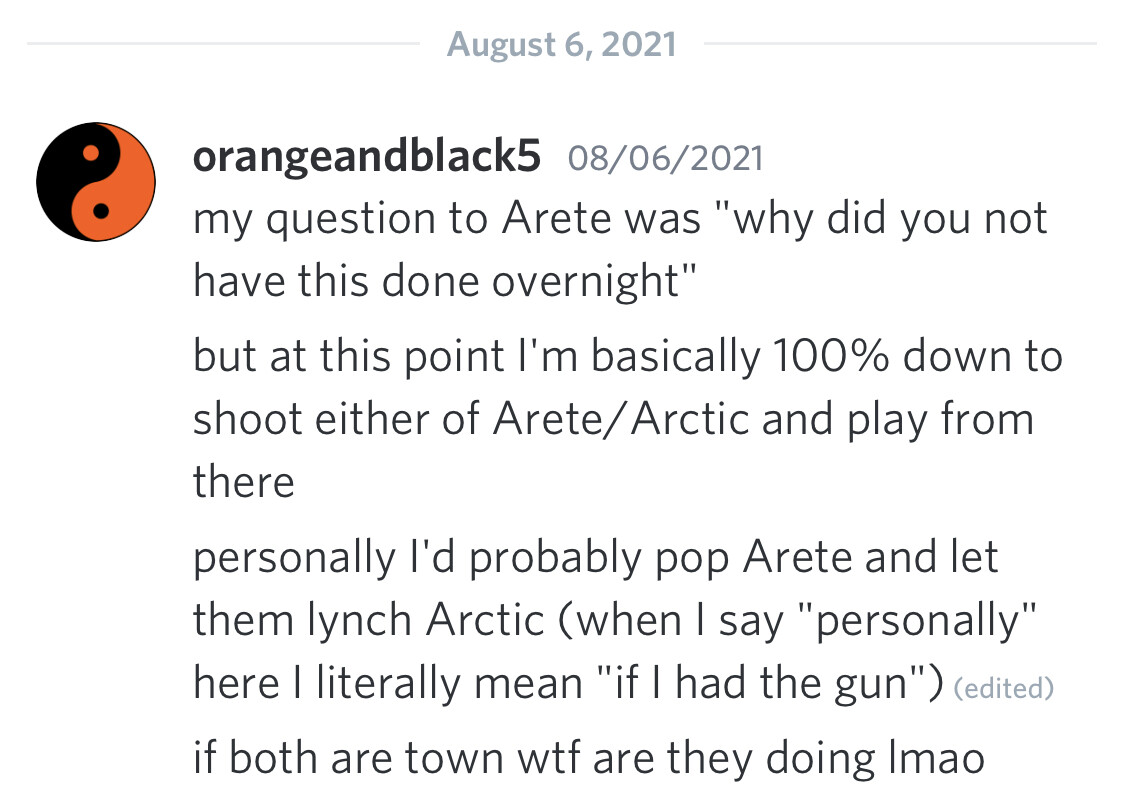 August 6, 2021
orangeandblack5 08/06/2021
my question to Arete was "why did you not
have this done overnight"
but at this point I'm basically 100% down to
shoot either of Arete/Arctic and play from
there
personally I'd probably pop Arete and let
them lynch Arctic (when I say "personally"
here I literally mean "if I had the gun") (edited)
if both are town wtf are they doing lmao